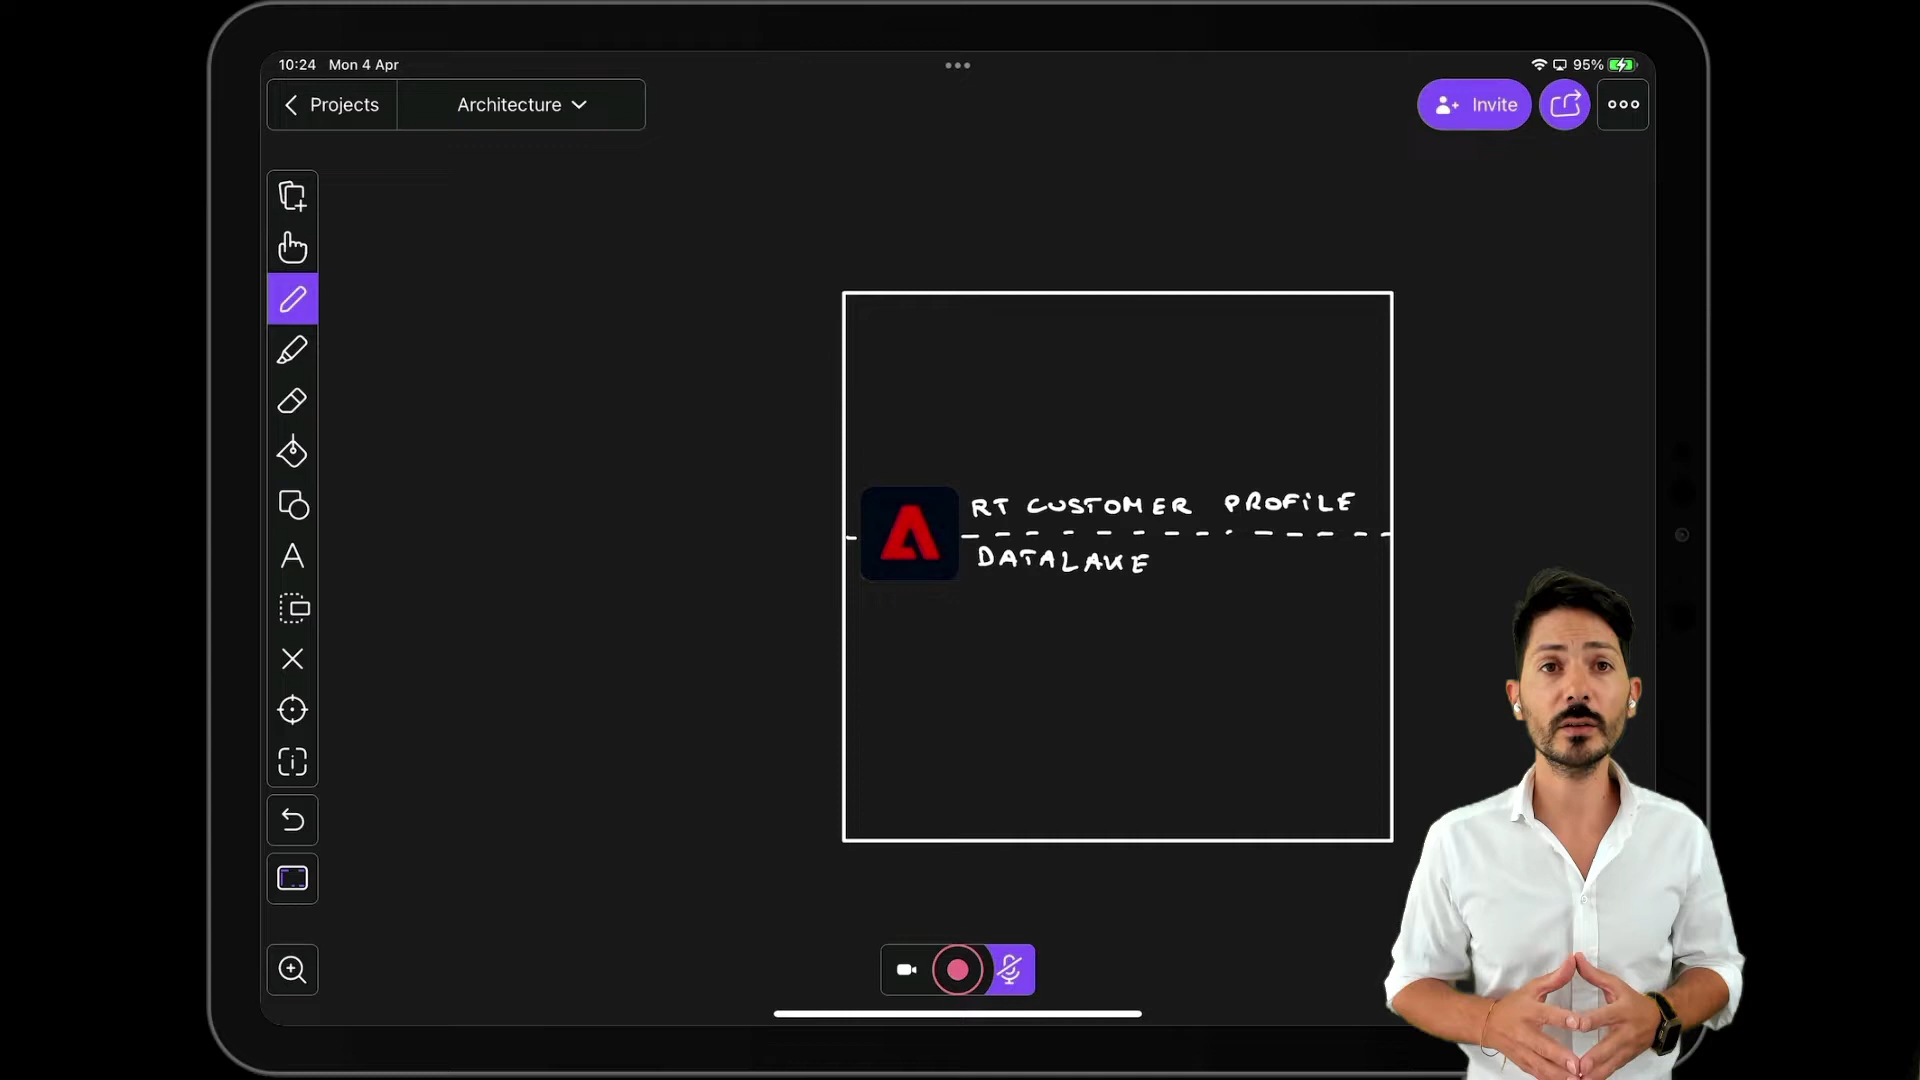 10:24 Mon 4 Apr
95%
Projects
Architecture
Invite
RT CUSTOMER PROFILE
DATALAKE